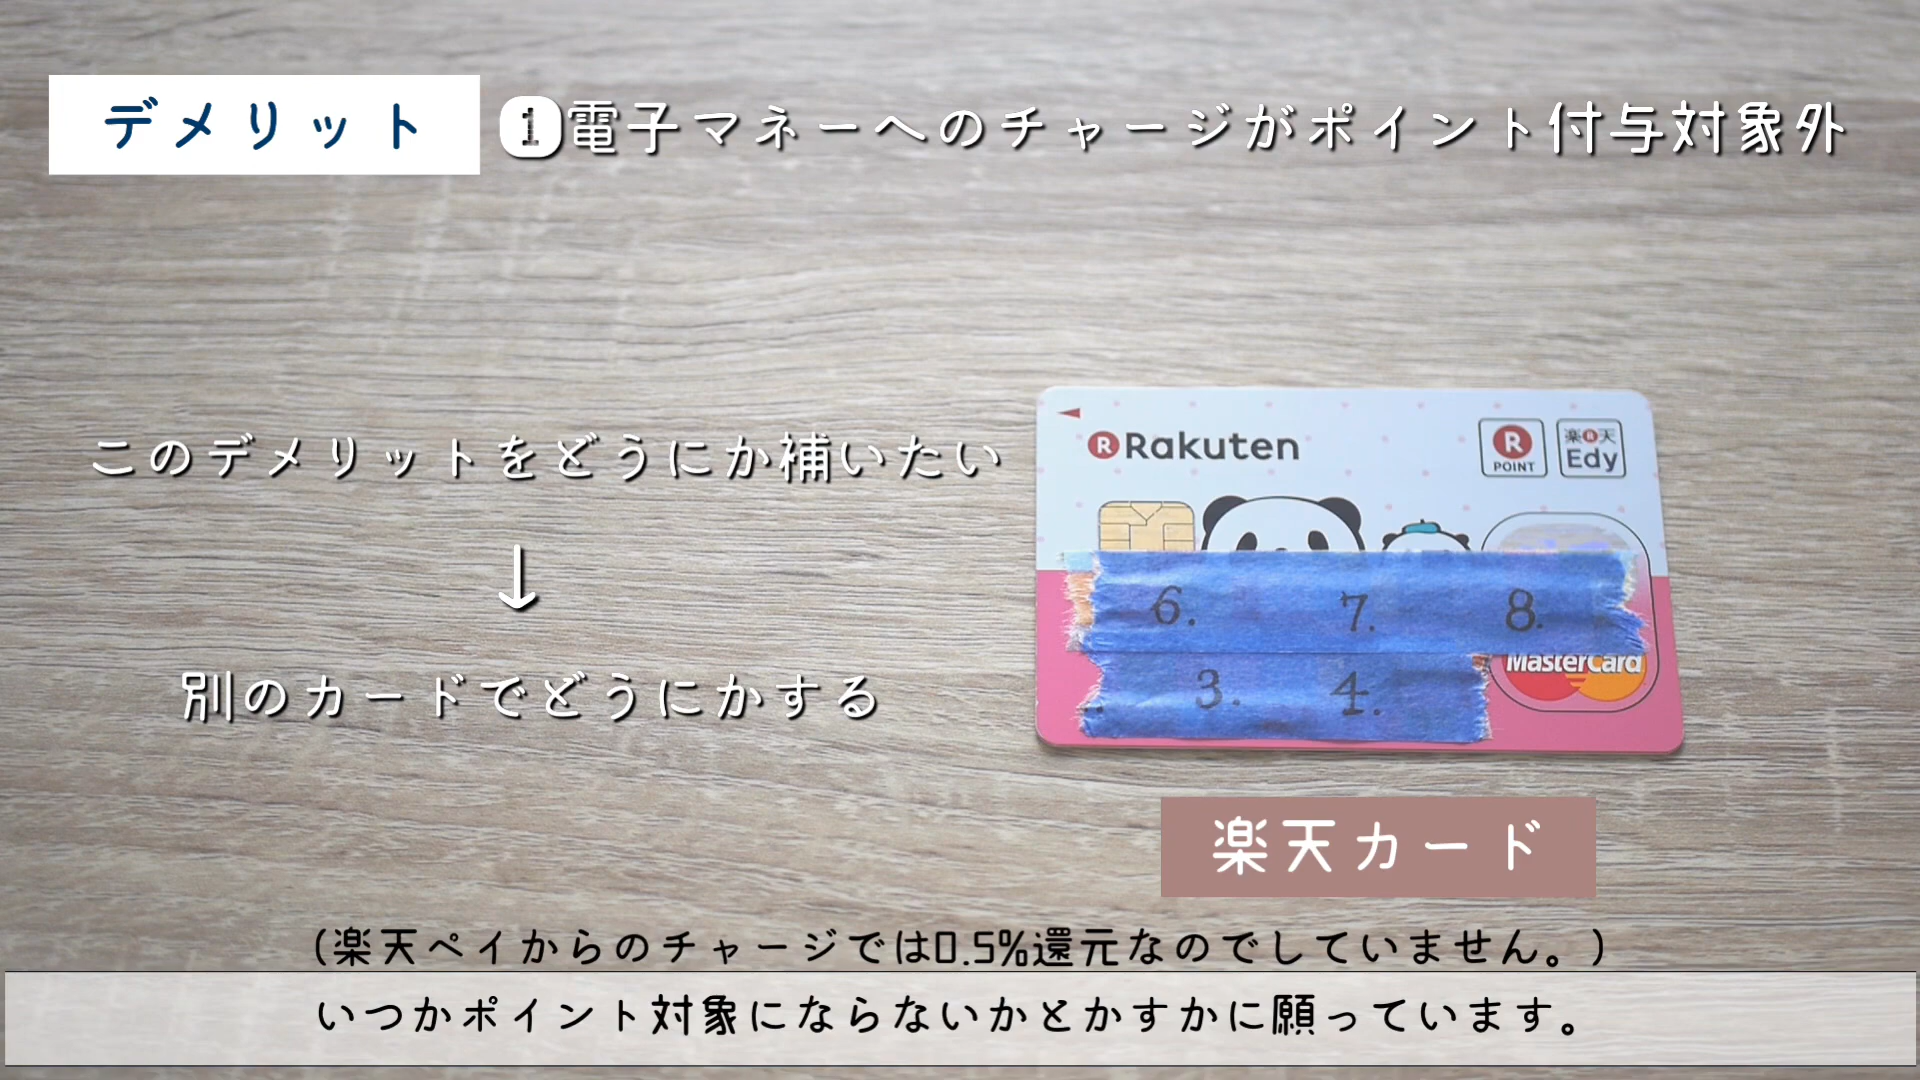 デメリット
1電子マネーへのチャージがポイント付与対象外
このデメリットをどうにか補いたい
↓
別のカードでどうにかする
R Rakuten
R POINT
楽R天 Edy
6. 7. 8.
MasterCard
3. 4.
楽天カード
(楽天ペイからのチャージでは0.5%還元なのでしていません。)
いつかポイント対象にならないかとかすかに願っています。